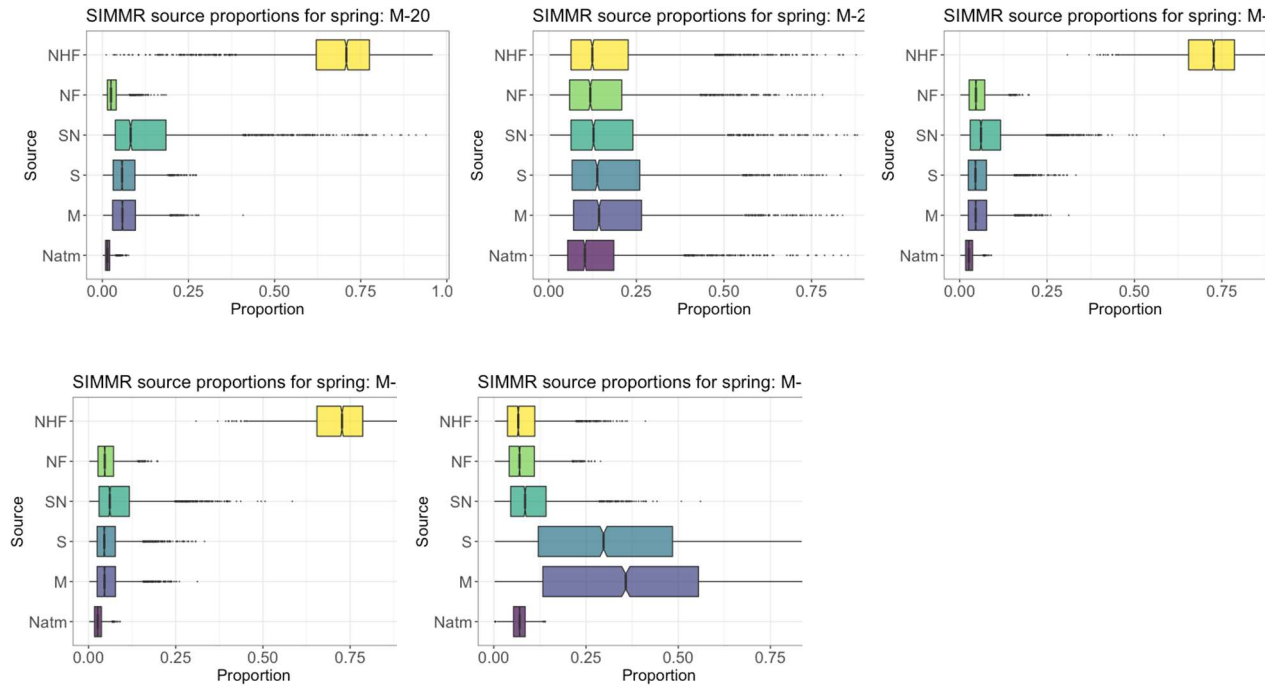 SIMMR source proportions for spring: M-20
NHF
NF
SN
S
M
Natm
Source
0.00 0.25 0.50 0.75 1.0
Proportion
SIMMR source proportions for spring: M-2
NHF
NF
SN
S
M
Natm
Source
0.00 0.25 0.50 0.75
Proportion
SIMMR source proportions for spring: M-
NHF
NF
SN
S
M
Natm
Source
0.00 0.25 0.50 0.75
Proportion
SIMMR source proportions for spring: M-
NHF
NF
SN
S
M
Natm
Source
0.00 0.25 0.50 0.75
Proportion
SIMMR source proportions for spring: M-
NHF
NF
SN
S
M
Natm
Source
0.00 0.25 0.50 0.75
Proportion